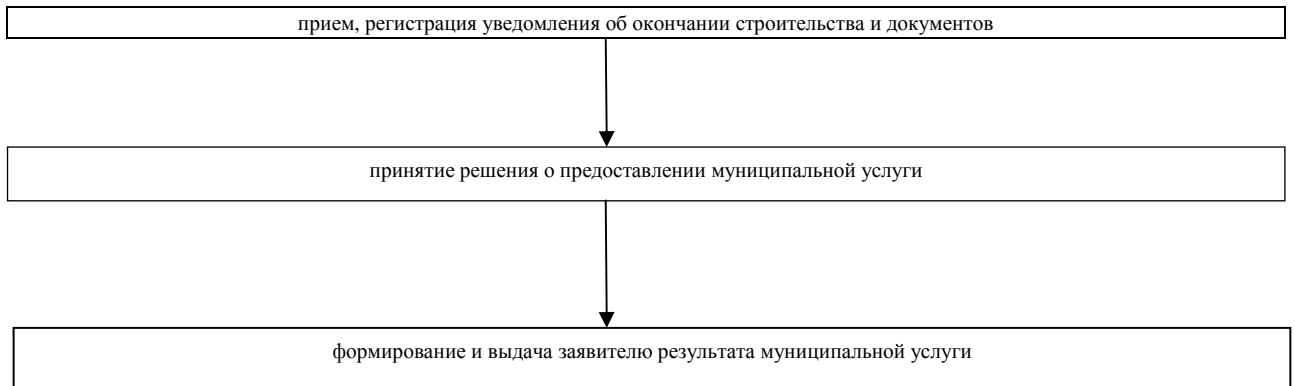 прием, регистрация уведомления об окончании строительства и документов
принятие решения о предоставлении муниципальной услуги
формирование и выдача заявителю результата муниципальной услуги